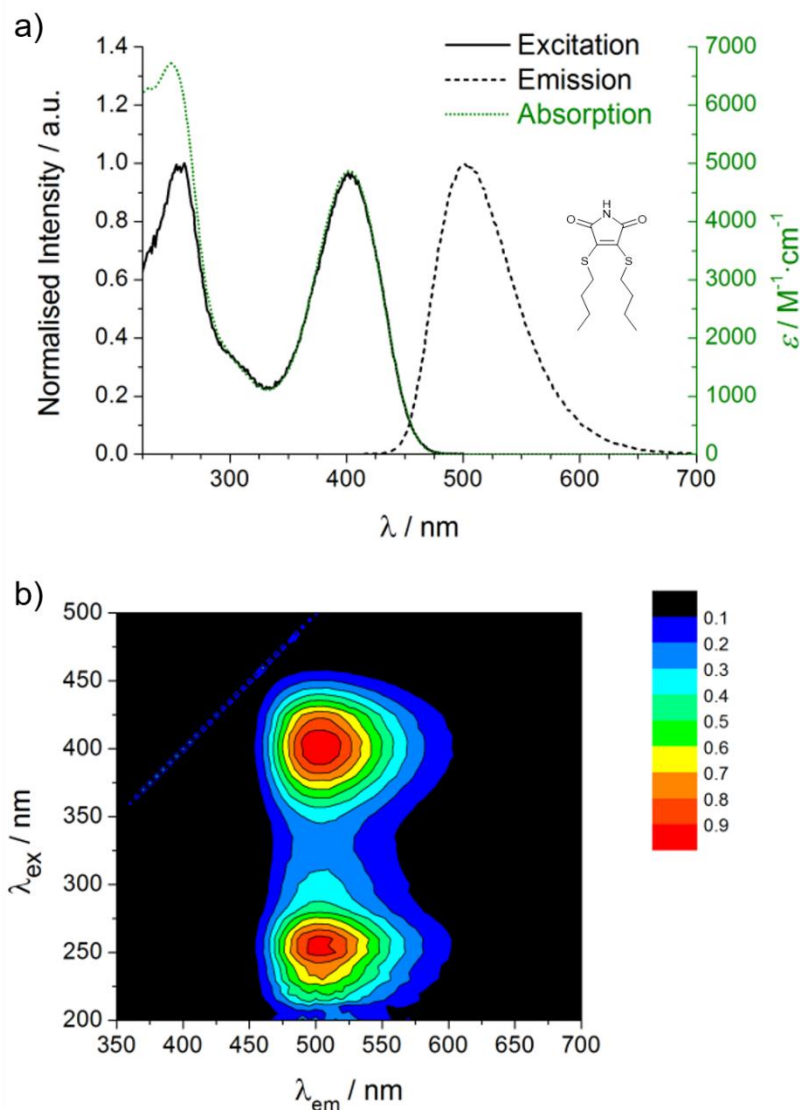 a)
1.4
1.2
1.0
0.8
0.6
0.4
0.2
0.0
Normalised Intensity / a.u.
Excitation
Emission
Absorption
7000
6000
5000
4000
3000
2000
1000
0
ε / M⁻¹·cm⁻¹
H
N
O
O
S
S
300
400
500
600
700
λ / nm
b)
500
450
400
350
300
250
200
λex / nm
350
400
450
500
550
600
650
700
λem / nm
0.1
0.2
0.3
0.4
0.5
0.6
0.7
0.8
0.9